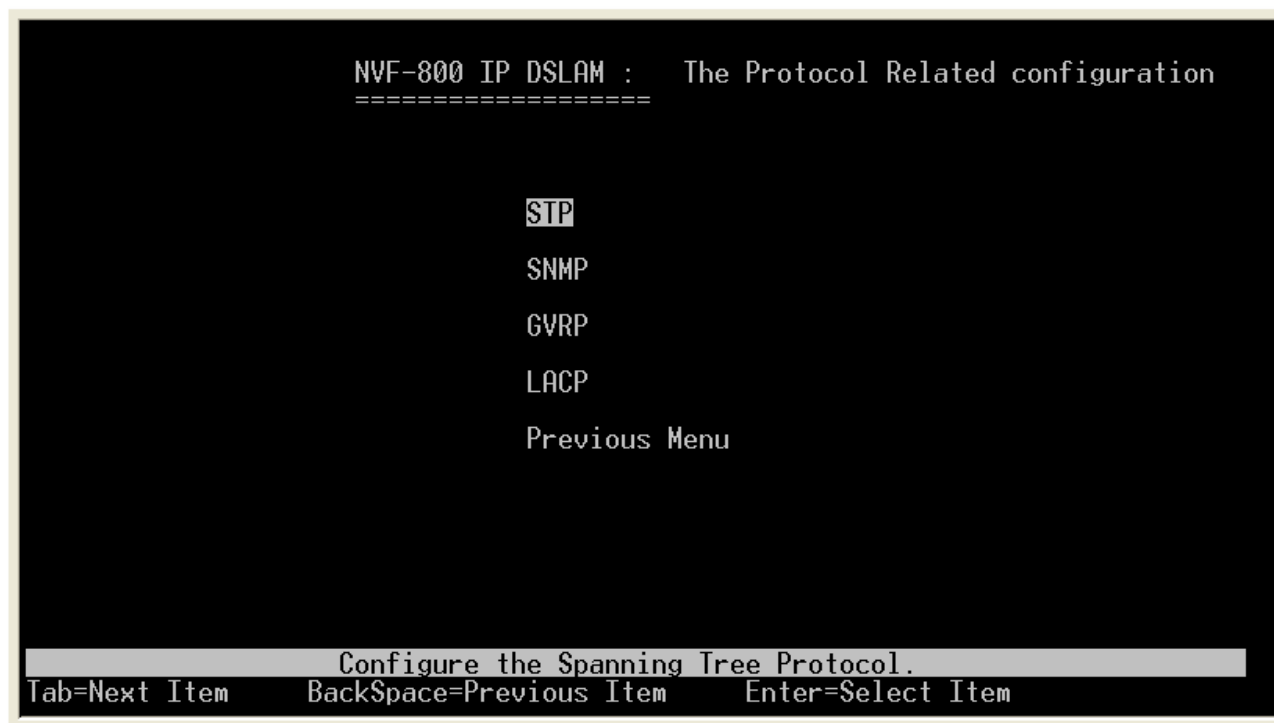 NVF-800 IP DSLAM : The Protocol Related configuration
===================
STP
SNMP
GVRP
LACP
Previous Menu
Configure the Spanning Tree Protocol.
Tab=Next Item BackSpace=Previous Item Enter=Select Item